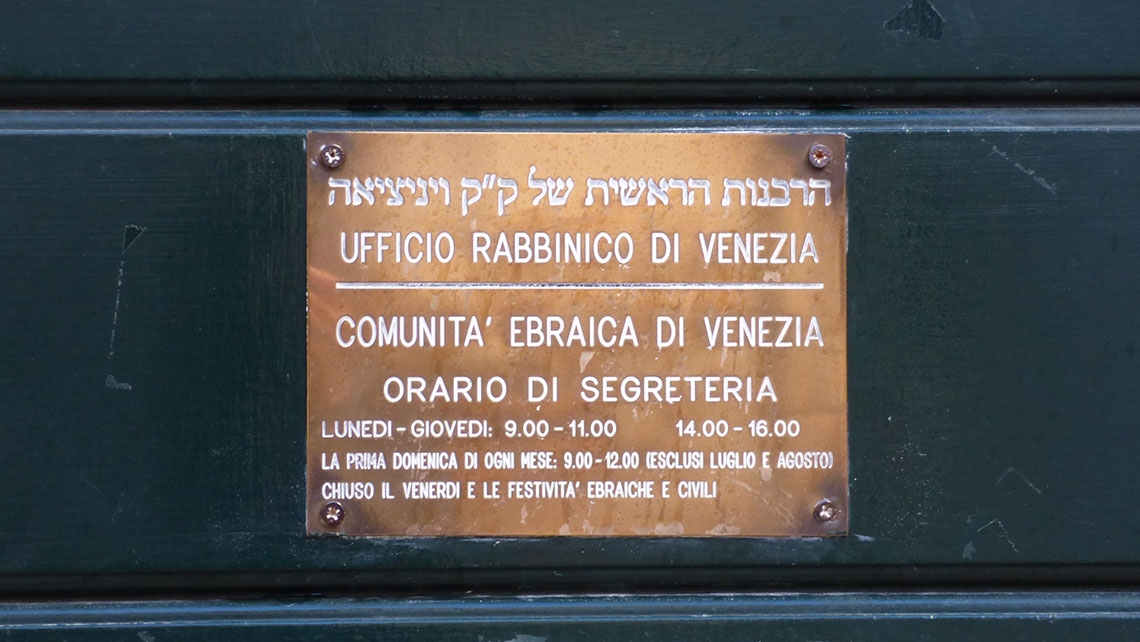 הרבנות הראשית של ק״ק ויניציאה
UFFICIO RABBINICO DI VENEZIA
COMUNITA' EBRAICA DI VENEZIA
ORARIO DI SEGRETERIA
LUNEDI - GIOVEDI: 9.00 - 11.00 14.00 - 16.00
LA PRIMA DOMENICA DI OGNI MESE: 9.00 - 12.00 (ESCLUSI LUGLIO E AGOSTO)
CHIUSO IL VENERDI E LE FESTIVITA' EBRAICHE E CIVILI